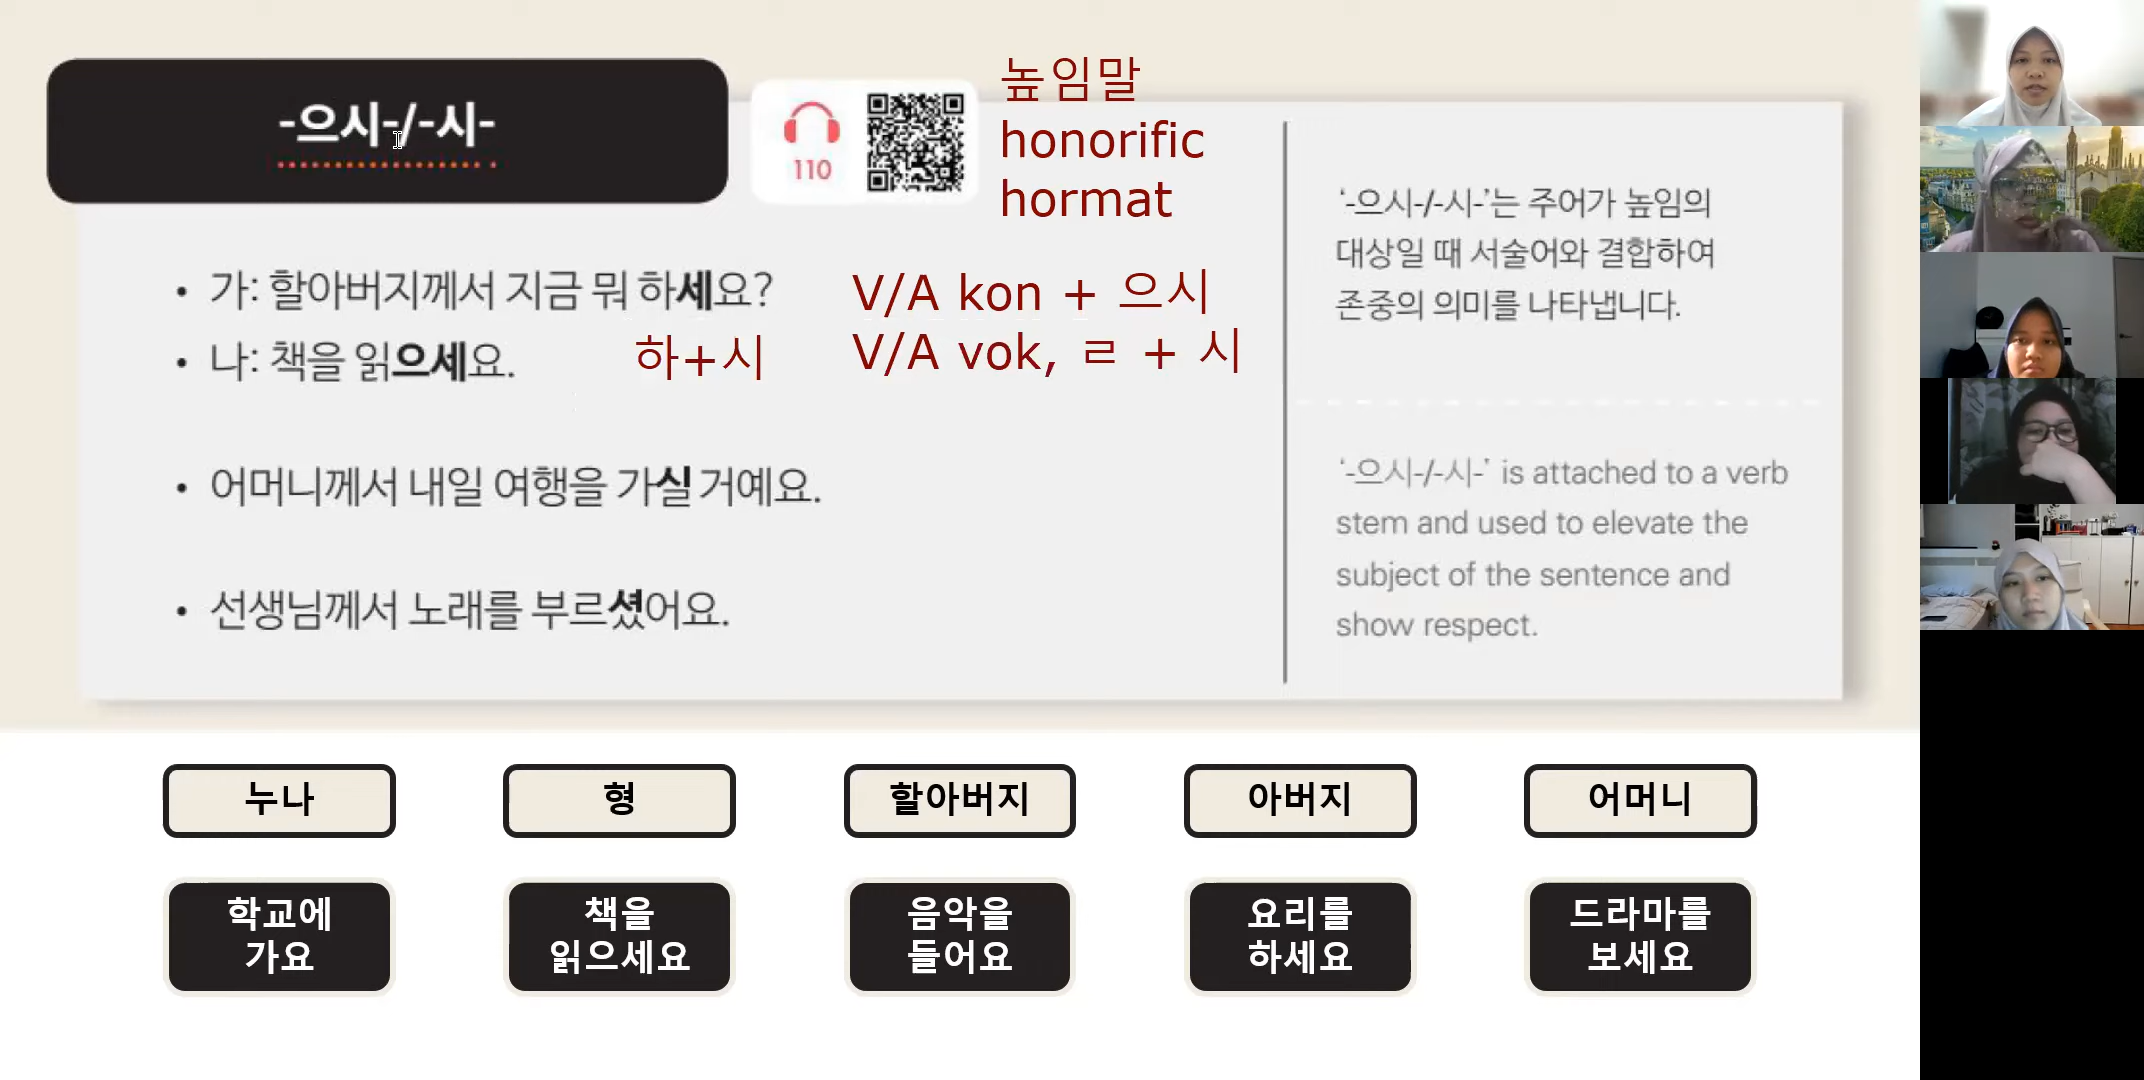 -으시-/-시-
110
높임말
honorific
hormat
• 가: 할아버지께서 지금 뭐 하세요?
• 나: 책을 읽으세요.
하+시
V/A kon + 으시
V/A vok, ㄹ + 시
• 어머니께서 내일 여행을 가실 거예요.
• 선생님께서 노래를 부르셨어요.
‘-으시-/-시-’는 주어가 높임의
대상일 때 서술어와 결합하여
존중의 의미를 나타냅니다.
‘-으시-/-시-’ is attached to a verb
stem and used to elevate the
subject of the sentence and
show respect.
누나
형
할아버지
아버지
어머니
학교에
가요
책을
읽으세요
음악을
들어요
요리를
하세요
드라마를
보세요